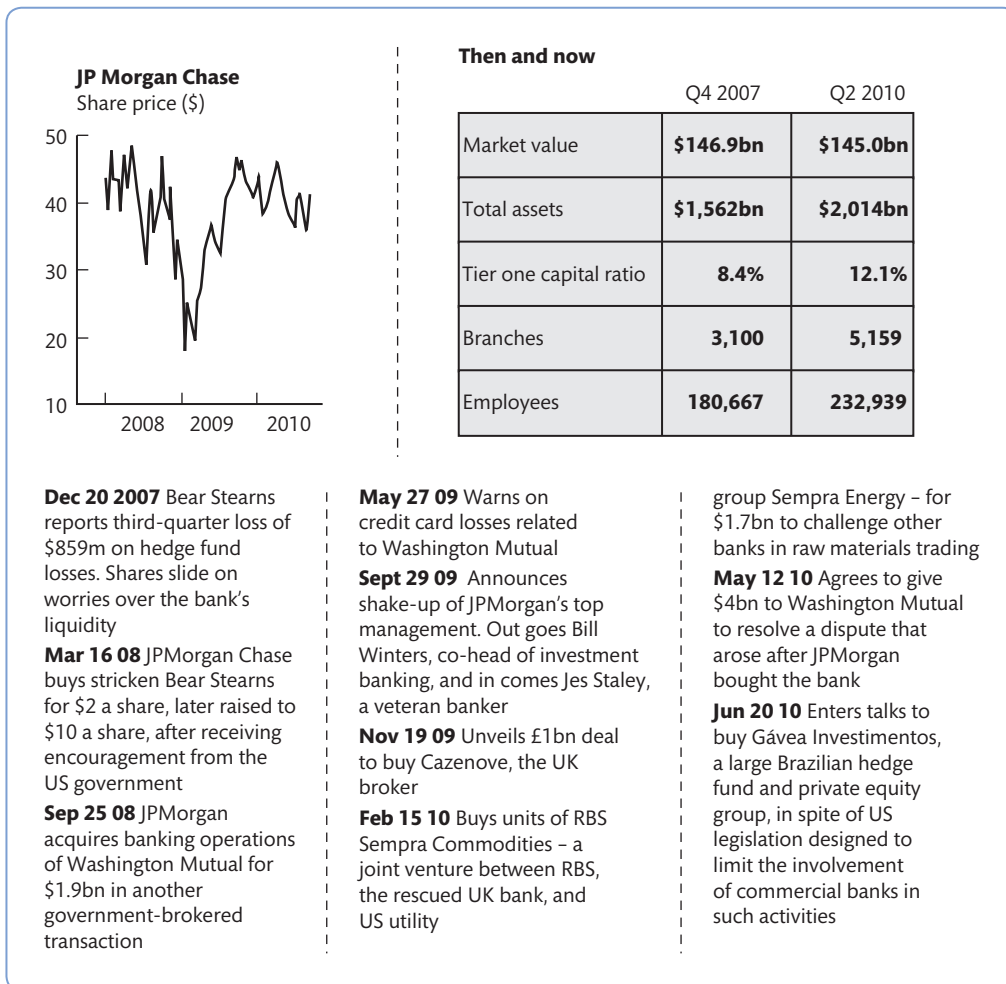 JP Morgan Chase
Share price ($)
50
40
30
20
10
2008 2009 2010
Then and now
Q4 2007 Q2 2010
Market value $146.9bn $145.0bn
Total assets $1,562bn $2,014bn
Tier one capital ratio 8.4% 12.1%
Branches 3,100 5,159
Employees 180,667 232,939
Dec 20 2007 Bear Stearns
reports third-quarter loss of
$859m on hedge fund
losses. Shares slide on
worries over the bank’s
liquidity
Mar 16 08 JPMorgan Chase
buys stricken Bear Stearns
for $2 a share, later raised to
$10 a share, after receiving
encouragement from the
US government
Sep 25 08 JPMorgan
acquires banking operations
of Washington Mutual for
$1.9bn in another
government-brokered
transaction
May 27 09 Warns on
credit card losses related
to Washington Mutual
Sept 29 09 Announces
shake-up of JPMorgan’s top
management. Out goes Bill
Winters, co-head of investment
banking, and in comes Jes Staley,
a veteran banker
Nov 19 09 Unveils £1bn deal
to buy Cazenove, the UK
broker
Feb 15 10 Buys units of RBS
Sempra Commodities – a
joint venture between RBS,
the rescued UK bank, and
US utility
group Sempra Energy – for
$1.7bn to challenge other
banks in raw materials trading
May 12 10 Agrees to give
$4bn to Washington Mutual
to resolve a dispute that
arose after JPMorgan
bought the bank
Jun 20 10 Enters talks to
buy Gávea Investimentos,
a large Brazilian hedge
fund and private equity
group, in spite of US
legislation designed to
limit the involvement
of commercial banks in
such activities